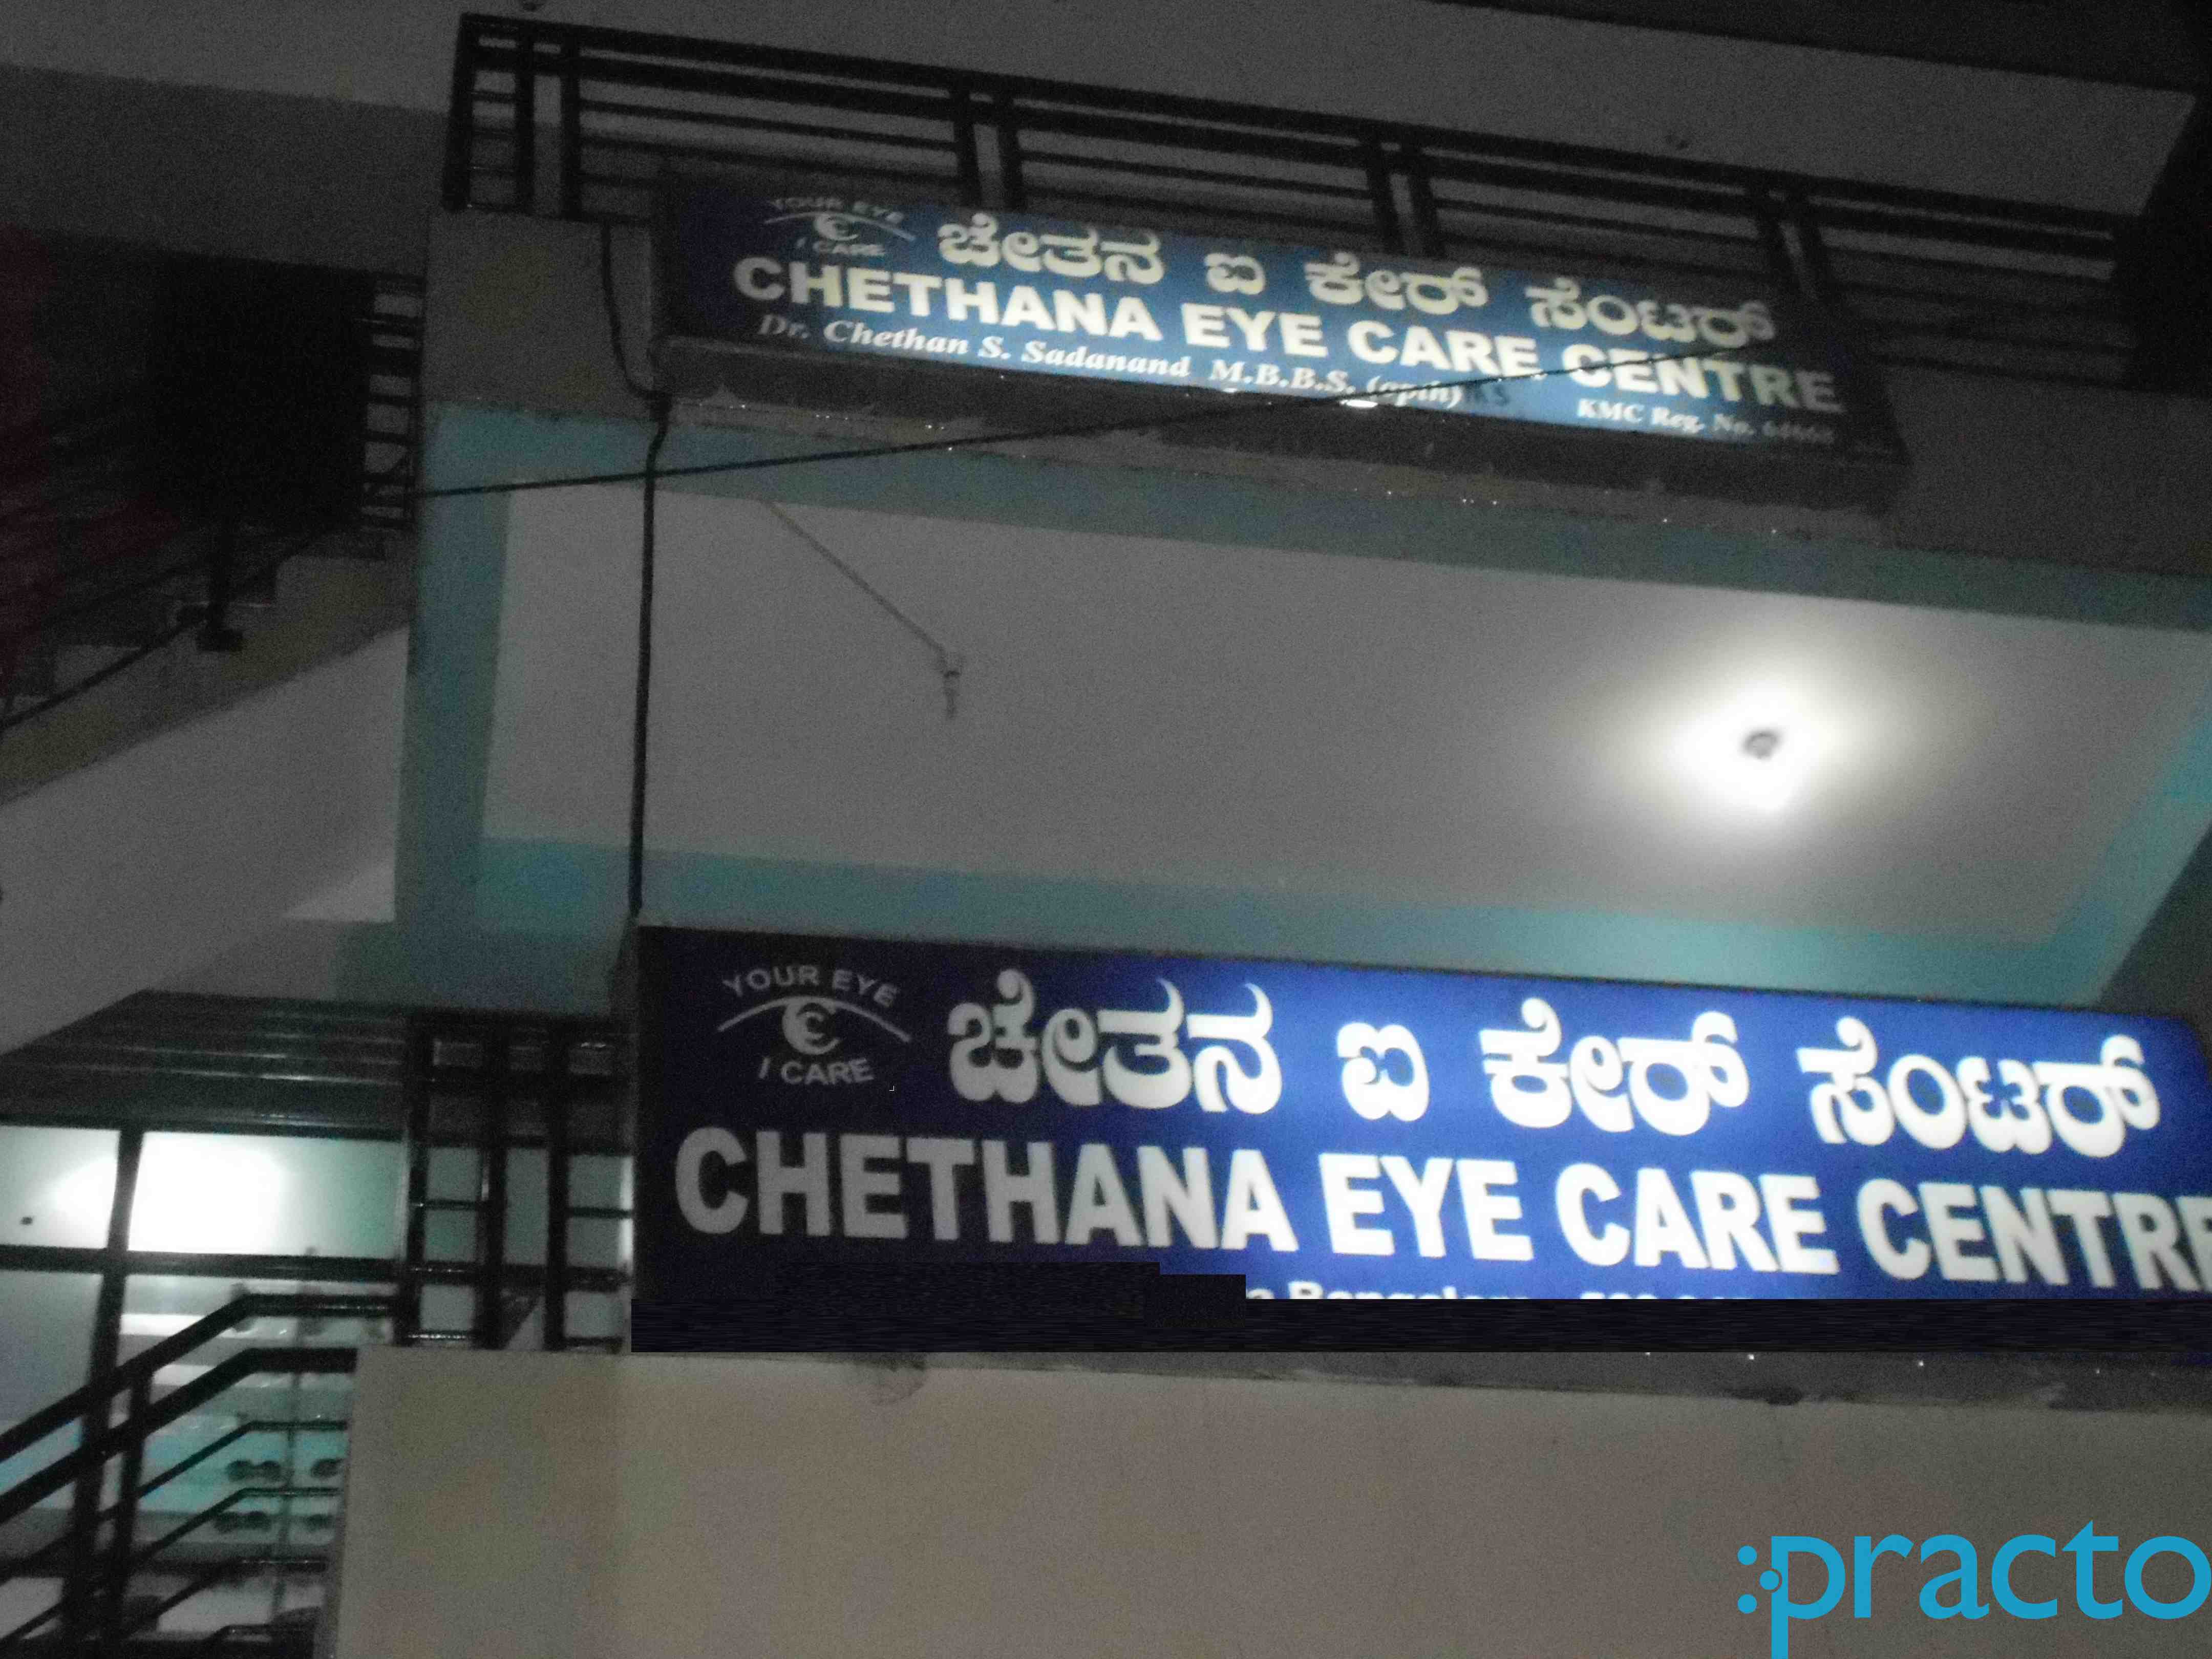 YOUR EYE
I CARE
ಚೇತನ ಐ ಕೇರ್ ಸೆಂಟರ್
CHETHANA EYE CARE CENTRE
Dr. Chethan S. Sadanand M.B.B.S.
KMC Reg. No.
YOUR EYE
I CARE
ಚೇತನ ಐ ಕೇರ್ ಸೆಂಟರ್
CHETHANA EYE CARE CENTRE
practo